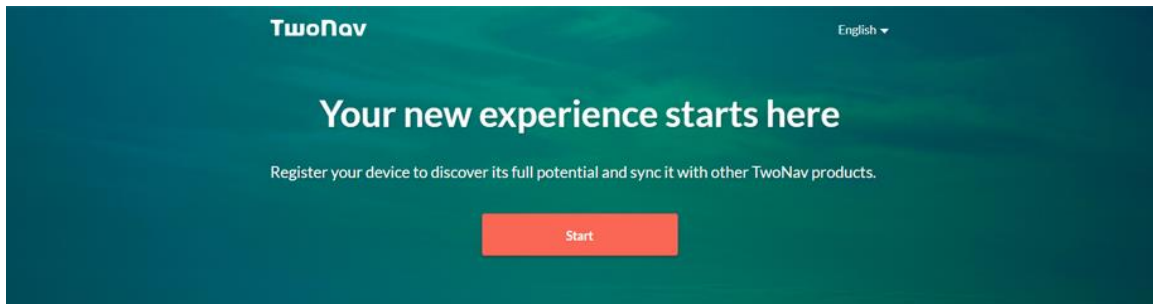 TwoNav
English
Your new experience starts here
Register your device to discover its full potential and sync it with other TwoNav products.
Start